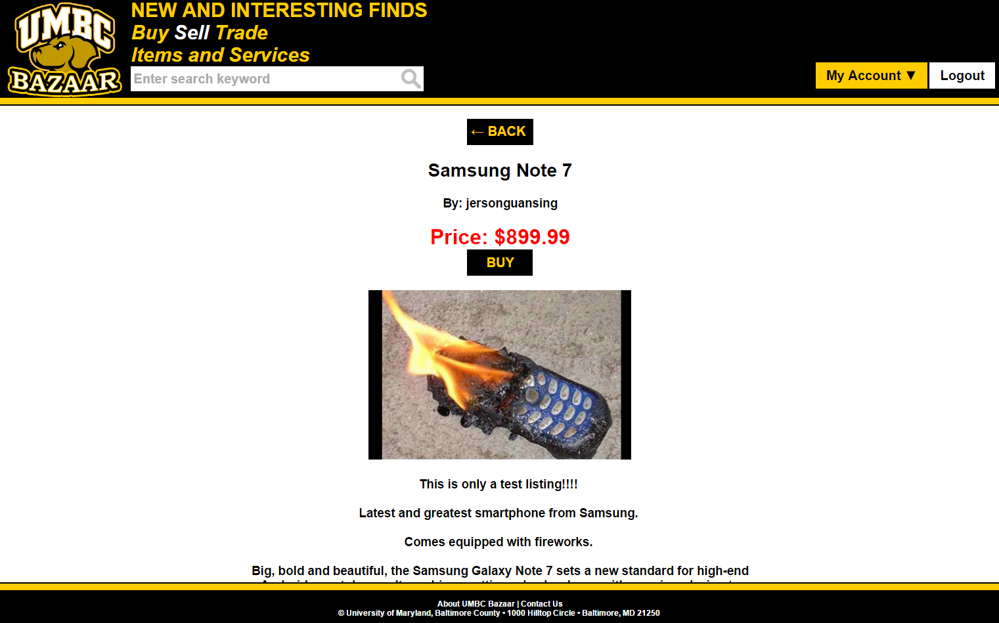 UMBC
BAZAAR
NEW AND INTERESTING FINDS
Buy Sell Trade
Items and Services
Enter search keyword
My Account ▼
Logout
← BACK
Samsung Note 7
By: jersonguansing
Price: $899.99
BUY
This is only a test listing!!!!
Latest and greatest smartphone from Samsung.
Comes equipped with fireworks.
Big, bold and beautiful, the Samsung Galaxy Note 7 sets a new standard for high-end
About UMBC Bazaar | Contact Us
© University of Maryland, Baltimore County • 1000 Hilltop Circle • Baltimore, MD 21250